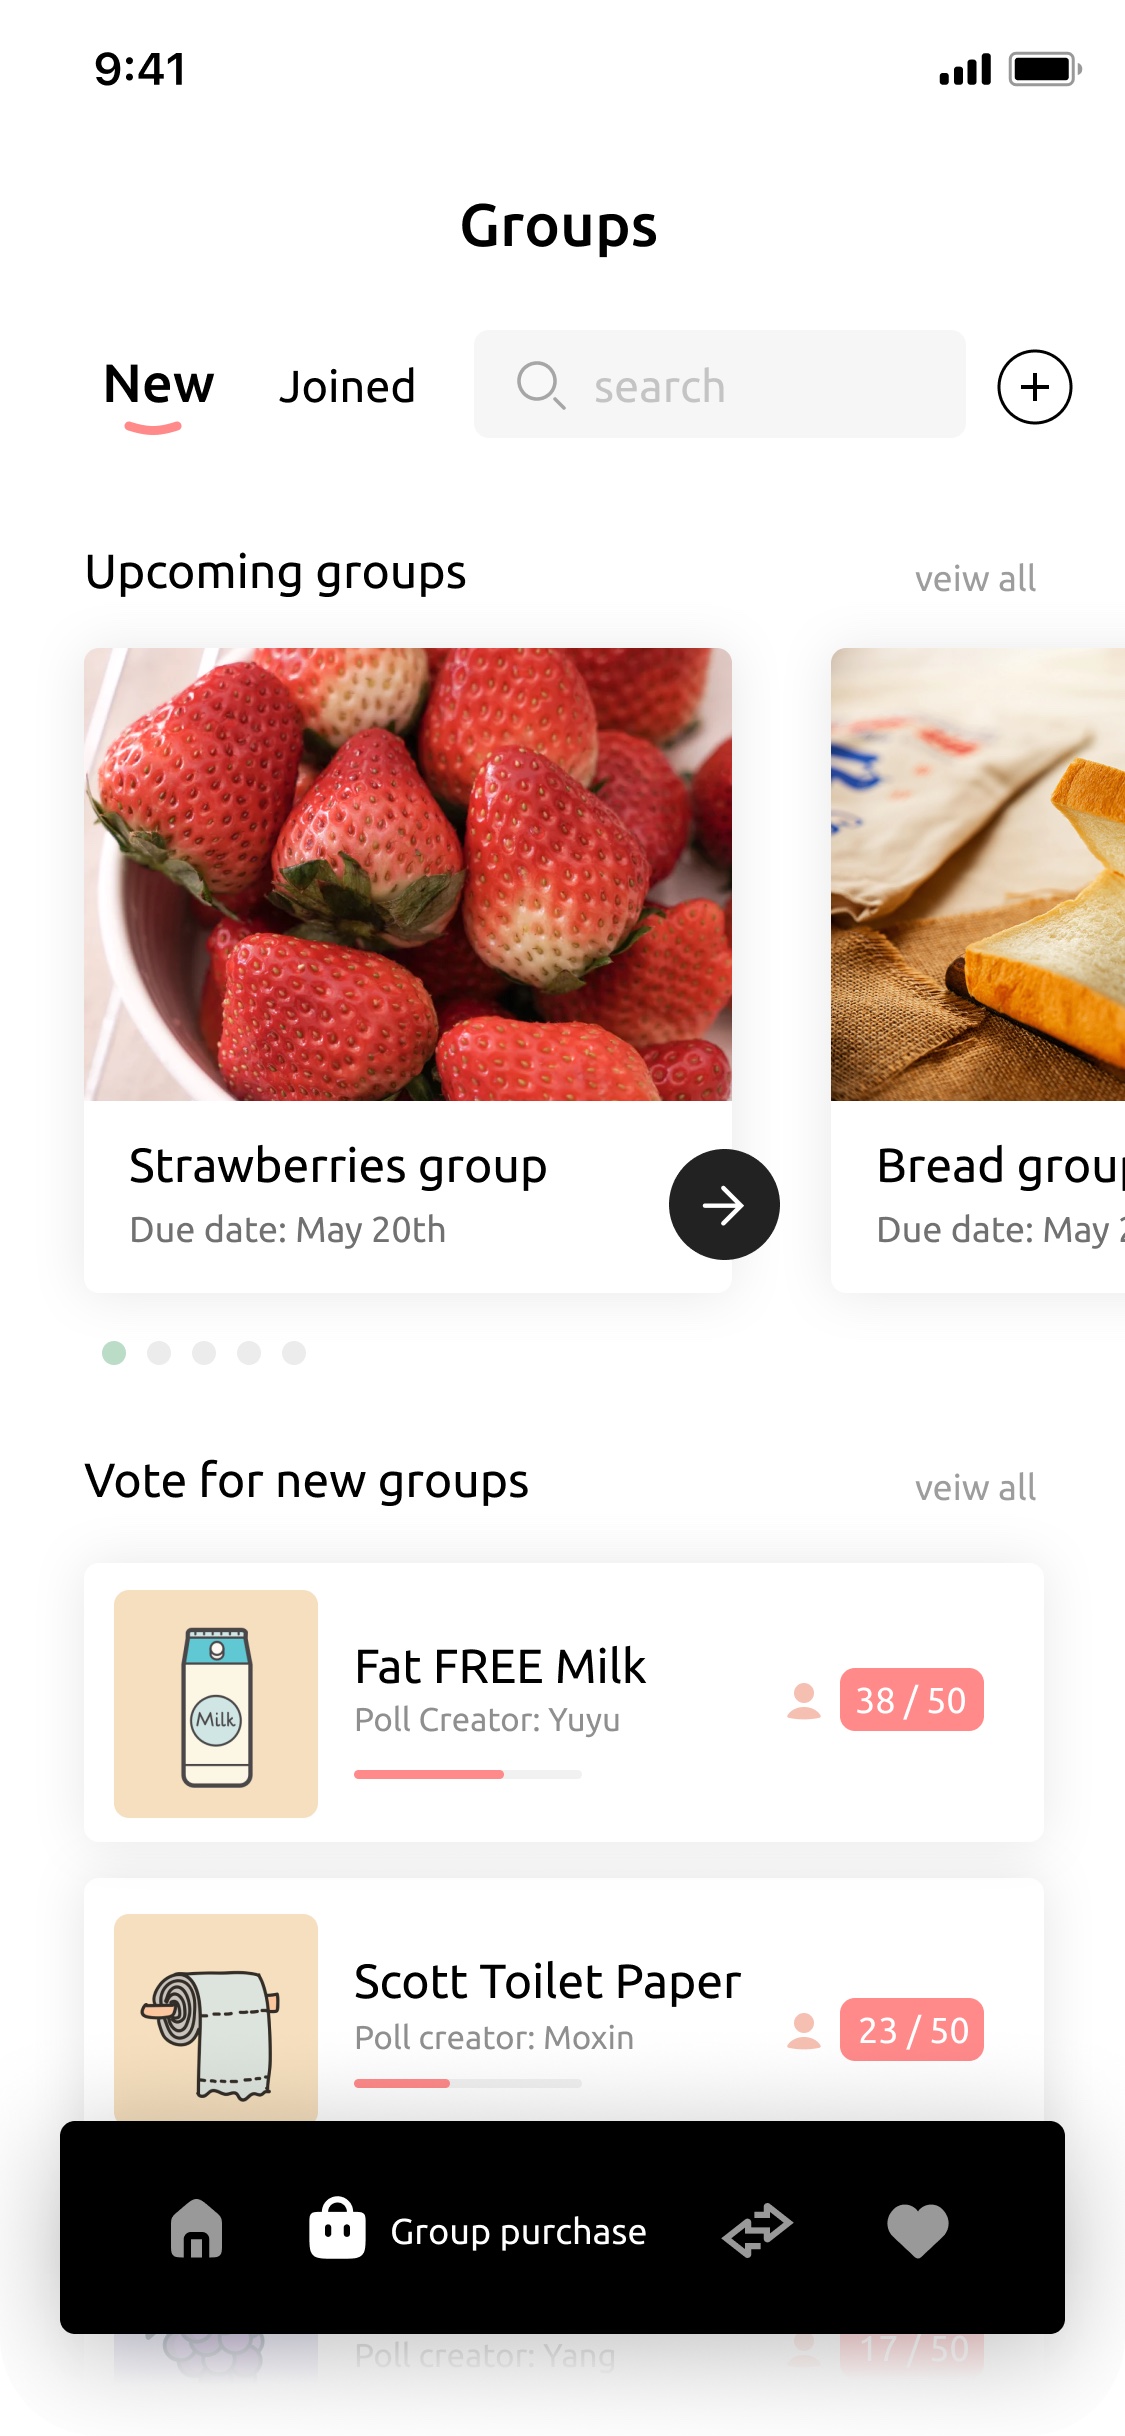 9:41
Groups
New Joined search
Upcoming groups veiw all
Strawberries group
Due date: May 20th
Bread group
Due date: May
Vote for new groups veiw all
Fat FREE Milk
Poll Creator: Yuyu
38 / 50
Milk
Scott Toilet Paper
Poll creator: Moxin
23 / 50
Group purchase
Poll creator: Yang
17 / 50